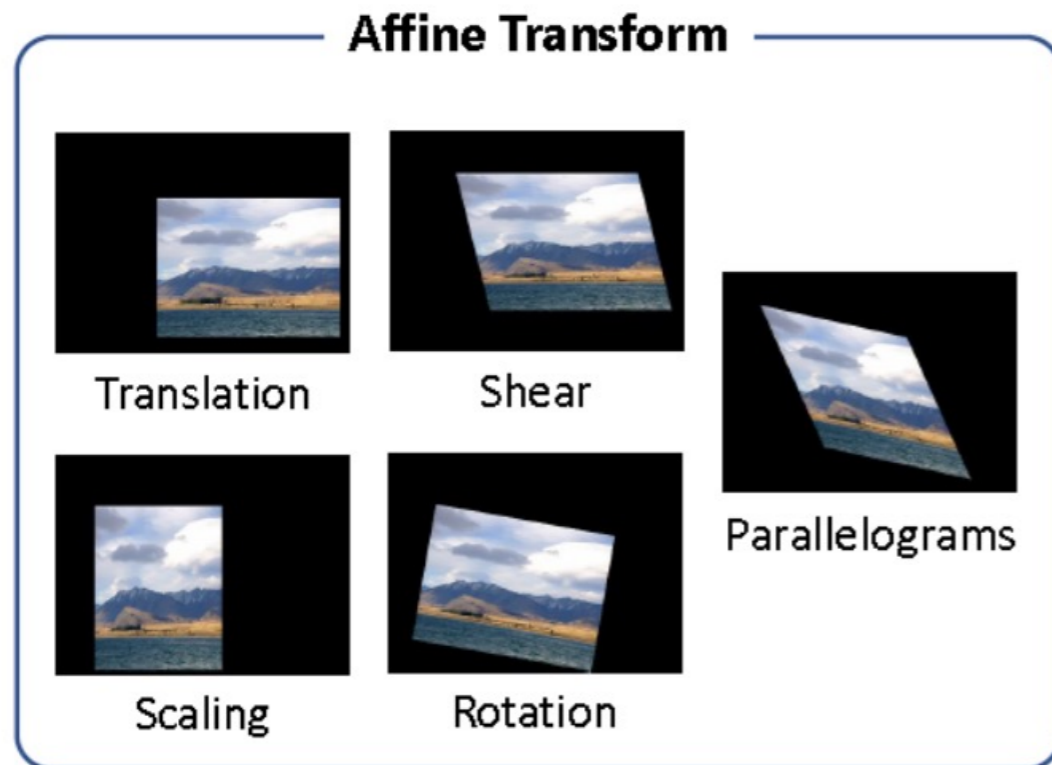 Affine Transform
Translation
Shear
Parallelograms
Scaling
Rotation